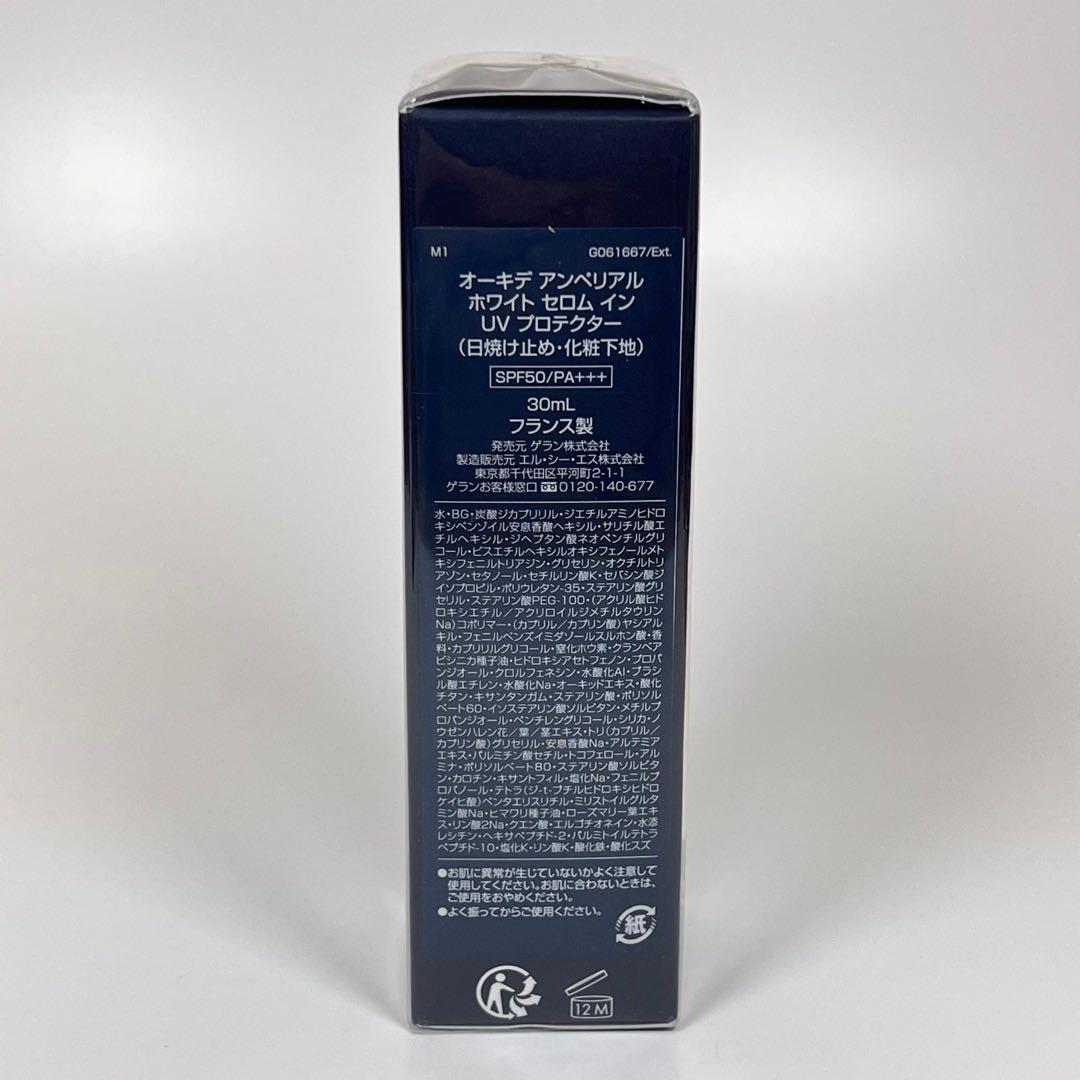 M1 G061667/Ext.
オーキデ アンペリアル
ホワイト セロム イン
UV プロテクター
(日焼け止め・化粧下地)
SPF50/PA+++
30mL
フランス製
発売元 ゲラン株式会社
製造販売元 エル・シー・エス株式会社
東京都千代田区平河町2-1-1
ゲランお客様窓口 0120-140-677
水・BG・炭酸ジカプリリル・ジエチルアミノヒドロ
キシベンゾイル安息香酸ヘキシル・サリチル酸エ
チルヘキシル・ジヘプタン酸ネオペンチルグリ
コール・ビスエチルヘキシルオキシフェノールメト
キシフェニルトリアジン・グリセリン・オクチルトリ
アゾン・セタノール・セチルリン酸K・セバシン酸ジ
イソプロピル・ポリウレタン-35・ステアリン酸グリ
セリル・ステアリン酸PEG-100・(アクリル酸ヒド
ロキシエチル/アクリロイルジメチルタウリン
Na)コポリマー・(カプリル/カプリン酸)ヤシアル
キル・フェニルベンズイミダゾールスルホン酸・香
料・カプリリルグリコール・窒化ホウ素・クランベア
ビシニカ種子油・ヒドロキシアセトフェノン・プロパ
ンジオール・クロルフェネシン・水酸化Al・ブラシ
ル酸エチレン・水酸化Na・オーキッドエキス・酸化
チタン・キサンタンガム・ステアリン酸・ポリソル
ベート60・イソステアリン酸ソルビタン・メチルプ
ロパンジオール・ペンチレングリコール・シリカ・ノ
ウゼンハレン花/葉/茎エキス・トリ(カプリル/
カプリン酸)グリセリル・安息香酸Na・アルテミア
エキス・パルミチン酸セチル・トコフェロール・アル
ミナ・ポリソルベート80・ステアリン酸ソルビタ
ン・カロチン・キサントフィル・塩化Na・フェニルプ
ロパノール・テトラ(ジ-t-ブチルヒドロキシヒドロ
ケイヒ酸)ペンタエリスリチル・ミリストイルグルタ
ミン酸Na・ヒマワリ種子油・ローズマリー葉エキ
ス・リン酸2Na・クエン酸・エルゴチオネイン・水添
レシチン・ヘキサペプチド-2・パルミトイルテトラ
ペプチド-10・塩化K・リン酸K・酸化鉄・酸化スズ
●お肌に異常が生じていないかよく注意して
使用してください。お肌に合わないときは、
ご使用をおやめください。
●よく振ってからご使用ください。
紙
12M